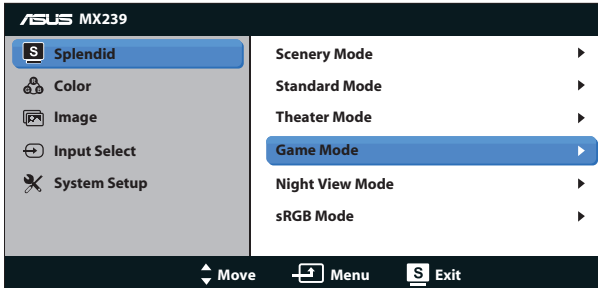 ASUS MX239
S Splendid
Color
Image
Input Select
System Setup
Scenery Mode
Standard Mode
Theater Mode
Game Mode
Night View Mode
sRGB Mode
Move Menu S Exit